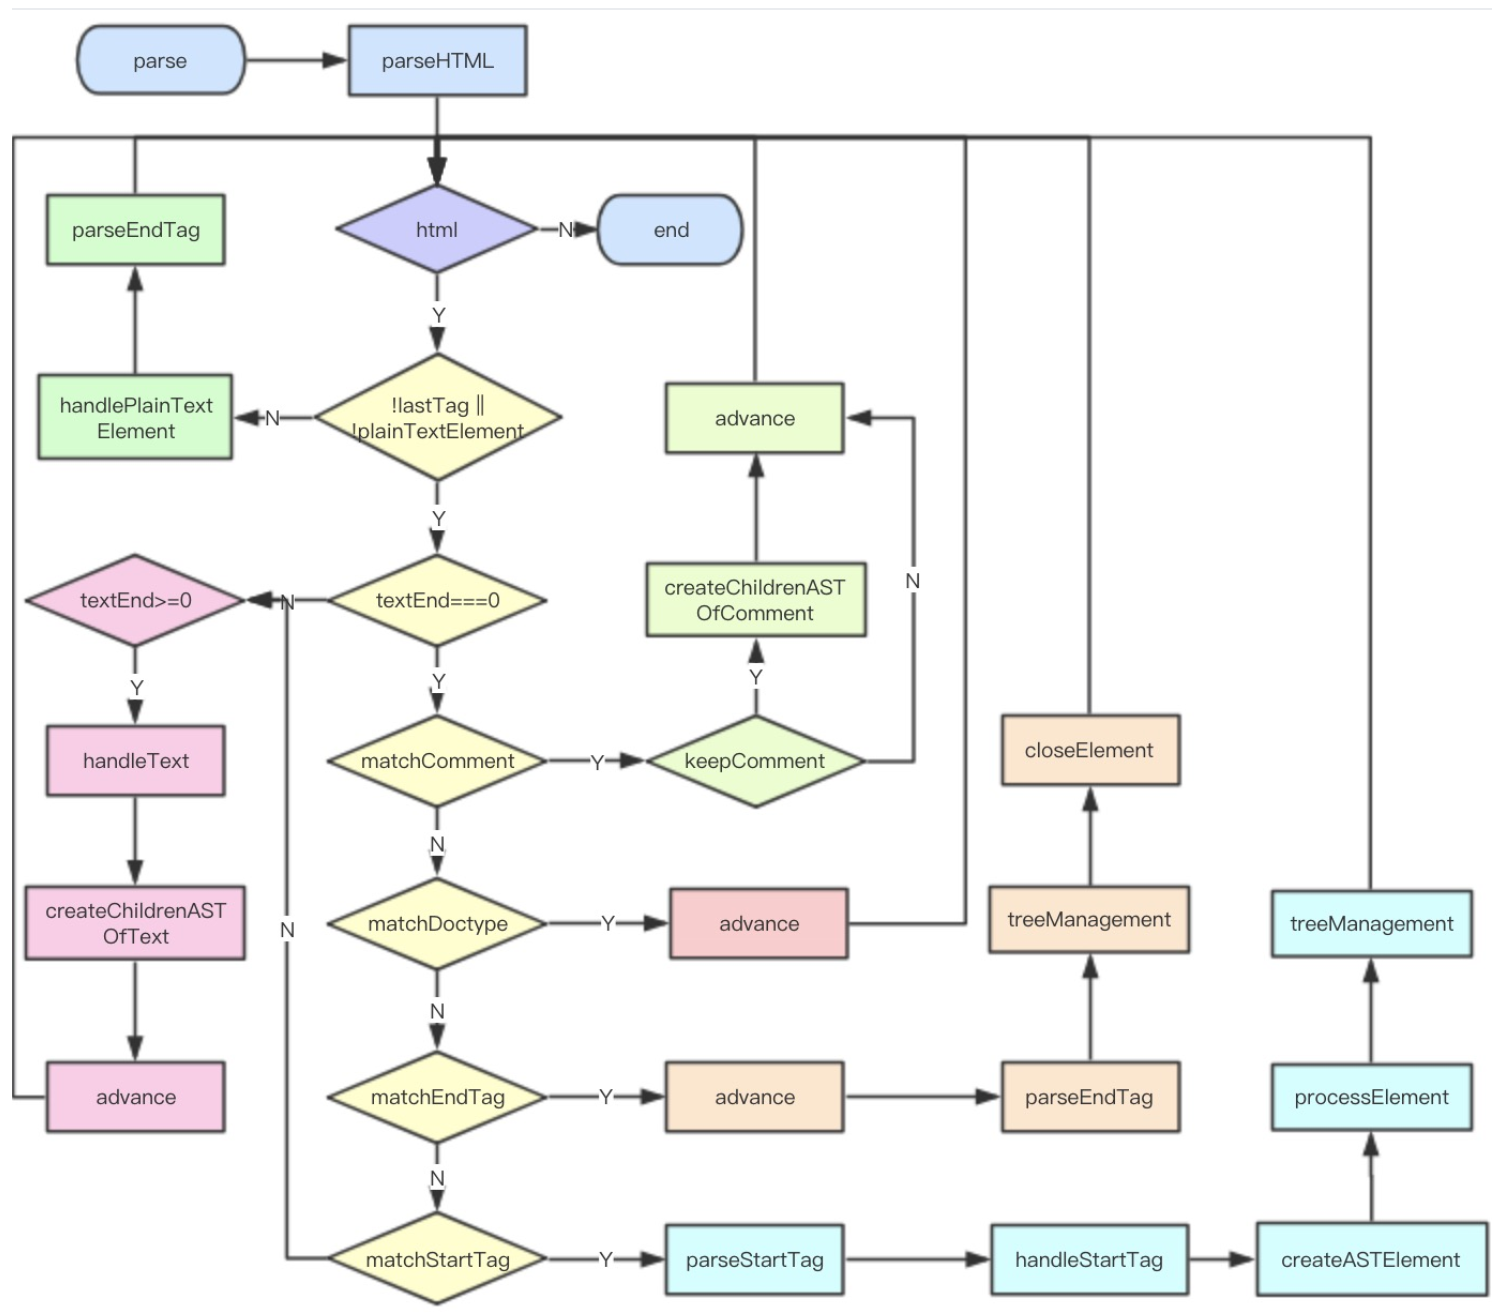 parse
parseHTML
parseEndTag
html
N
end
Y
handlePlainText
Element
N
!lastTag ||
!plainTextElement
advance
Y
textEnd>=0
N
textEnd===0
createChildrenAST
OfComment
N
Y
Y
Y
handleText
matchComment
Y
keepComment
closeElement
N
createChildrenAST
OfText
N
matchDoctype
Y
advance
treeManagement
treeManagement
N
advance
matchEndTag
Y
advance
parseEndTag
processElement
N
matchStartTag
Y
parseStartTag
handleStartTag
createASTElement